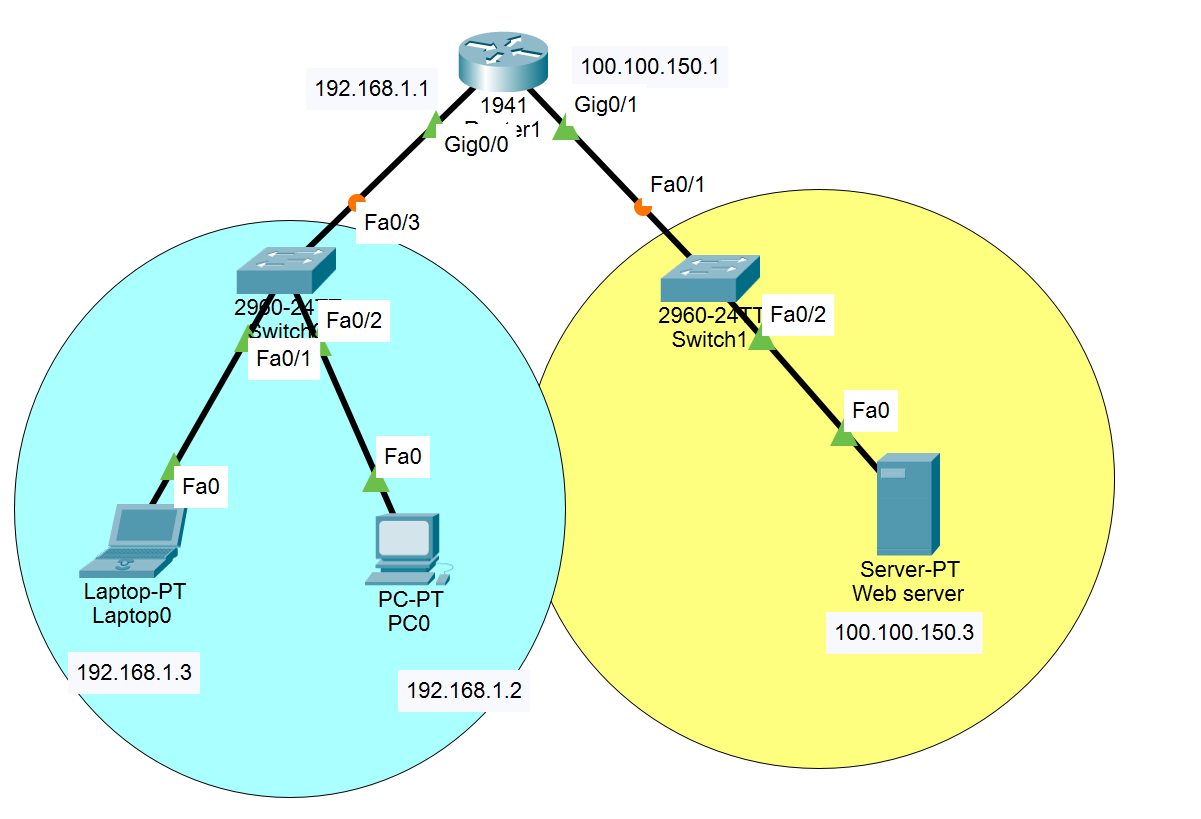 192.168.1.1
100.100.150.1
1941
Gig0/1
Gig0/0
Fa0/3
Fa0/1
2960-24TT
Fa0/2
Fa0/1
2960-24TT
Switch1
Fa0/2
Fa0
Fa0
Fa0
Laptop-PT
Laptop0
PC-PT
PC0
Server-PT
Web server
192.168.1.3
192.168.1.2
100.100.150.3